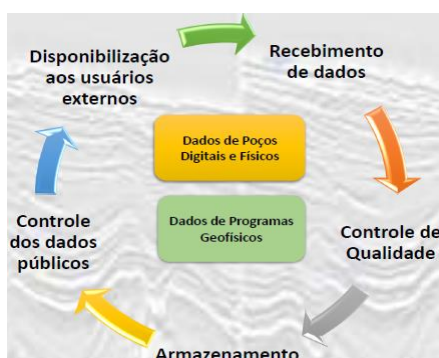 Disponibilização
aos usuários
externos
Recebimento
de dados
Dados de Poços
Digitais e Físicos
Dados de Programas
Geofísicos
Controle
dos dados
públicos
Controle de
Qualidade
Armazenamento